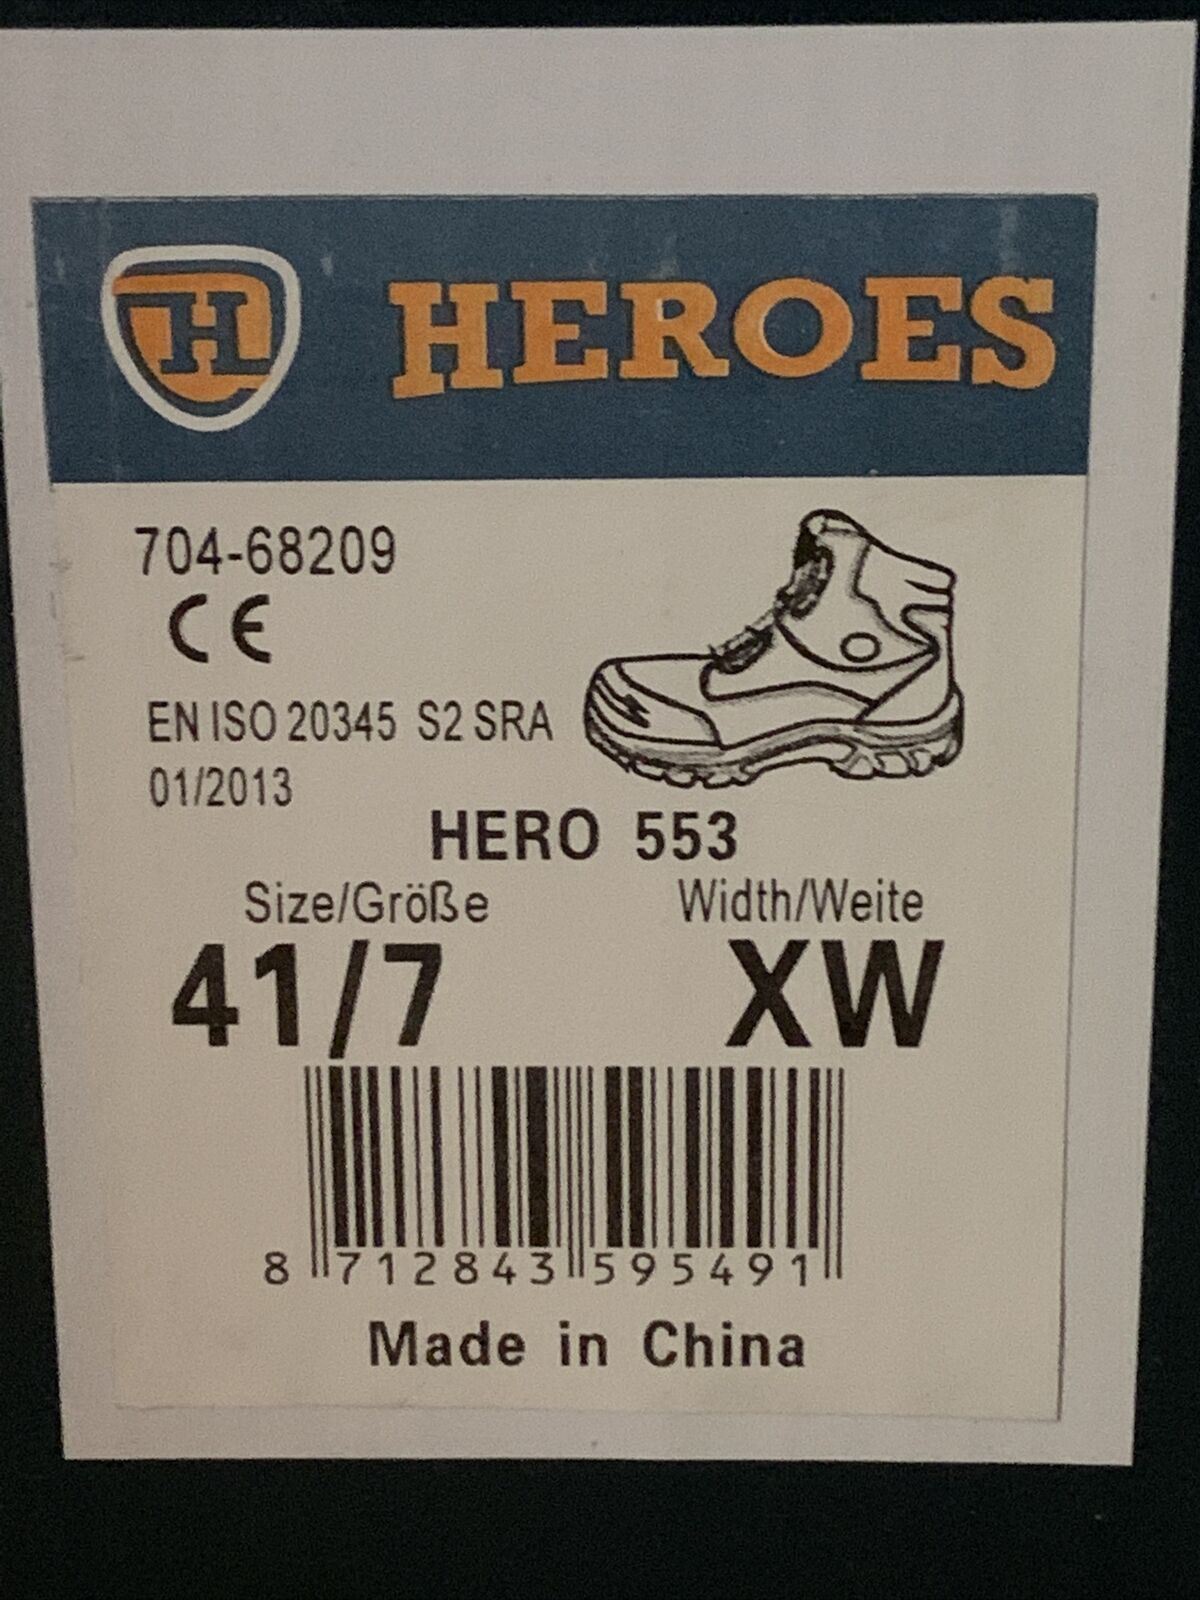 H HEROES
704-68209
CE
EN ISO 20345 S2 SRA
01/2013
HERO 553
Size/Größe Width/Weite
41/7 XW
8 712843 595491
Made in China